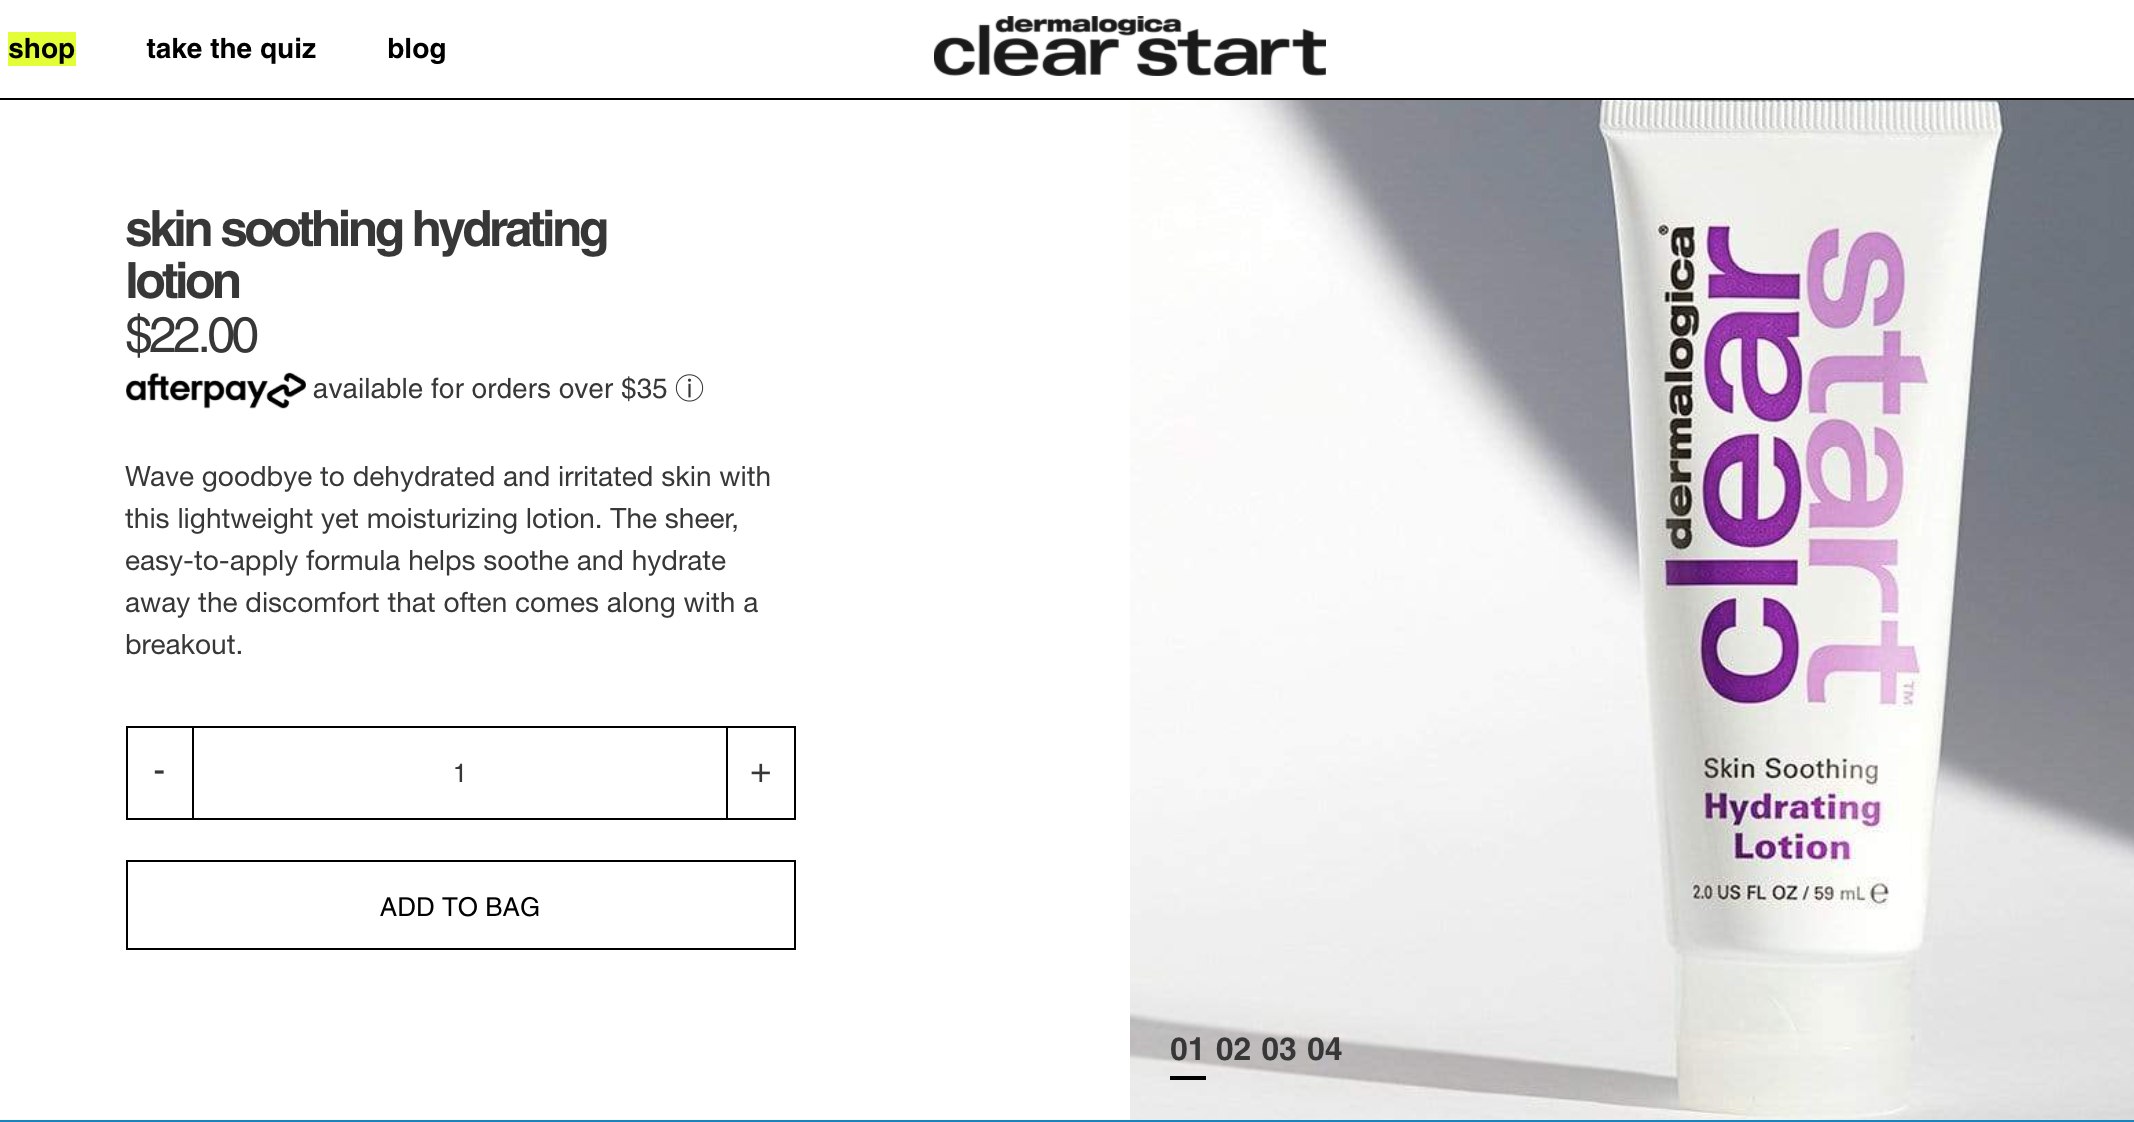 shop take the quiz blog
dermalogica
clear start
skin soothing hydrating
lotion
$22.00
afterpay available for orders over $35 ⓘ
Wave goodbye to dehydrated and irritated skin with
this lightweight yet moisturizing lotion. The sheer,
easy-to-apply formula helps soothe and hydrate
away the discomfort that often comes along with a
breakout.
- 1 +
ADD TO BAG
dermalogica®
clear
start™
Skin Soothing
Hydrating
Lotion
2.0 US FL OZ / 59 mL ℮
01 02 03 04